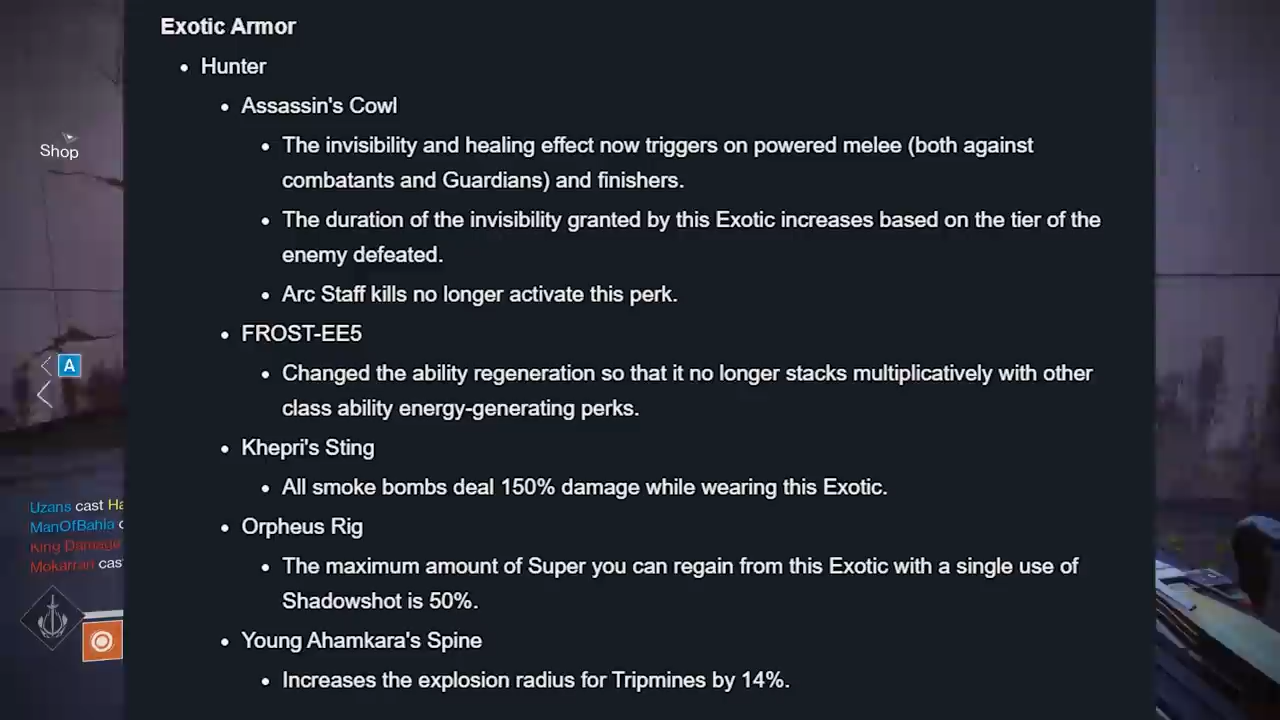 Exotic Armor
Hunter
Assassin's Cowl
The invisibility and healing effect now triggers on powered melee (both against
combatants and Guardians) and finishers.
The duration of the invisibility granted by this Exotic increases based on the tier of the
enemy defeated.
Arc Staff kills no longer activate this perk.
FROST-EE5
Changed the ability regeneration so that it no longer stacks multiplicatively with other
class ability energy-generating perks.
Khepri's Sting
All smoke bombs deal 150% damage while wearing this Exotic.
Orpheus Rig
The maximum amount of Super you can regain from this Exotic with a single use of
Shadowshot is 50%.
Young Ahamkara's Spine
Increases the explosion radius for Tripmines by 14%.
Shop
A
Uzans cast Ha
ManOfBahia c
King Damage
Mokarran cas